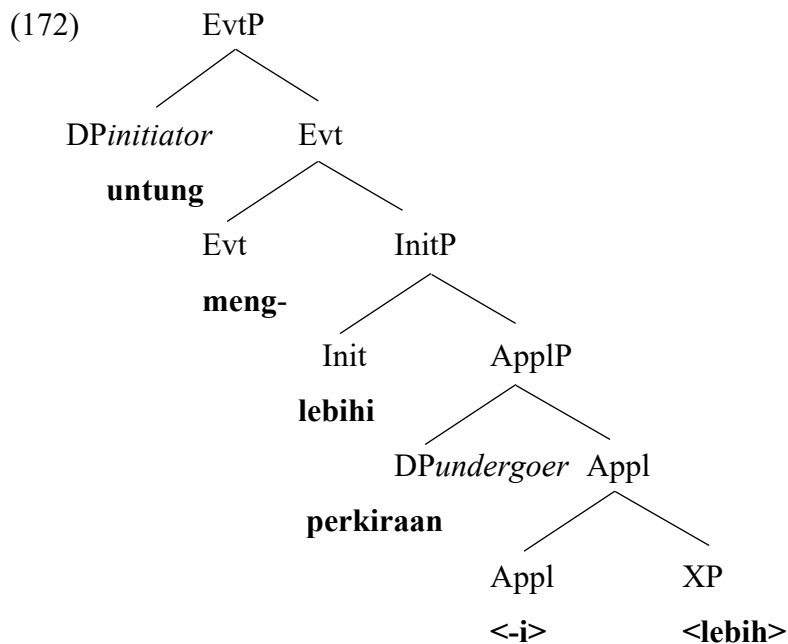 (172) EvtP
DPinitiator Evt
untung
Evt InitP
meng-
Init ApplP
lebihi
DPundergoer Appl
perkiraan
Appl XP
<-i> <lebih>